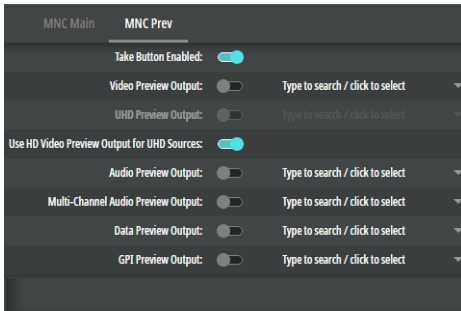 MNC Main MNC Prev
Take Button Enabled:
Video Preview Output: Type to search / click to select
UHD Preview Output: Type to search / click to select
Use HD Video Preview Output for UHD Sources:
Audio Preview Output: Type to search / click to select
Multi-Channel Audio Preview Output: Type to search / click to select
Data Preview Output: Type to search / click to select
GPI Preview Output: Type to search / click to select